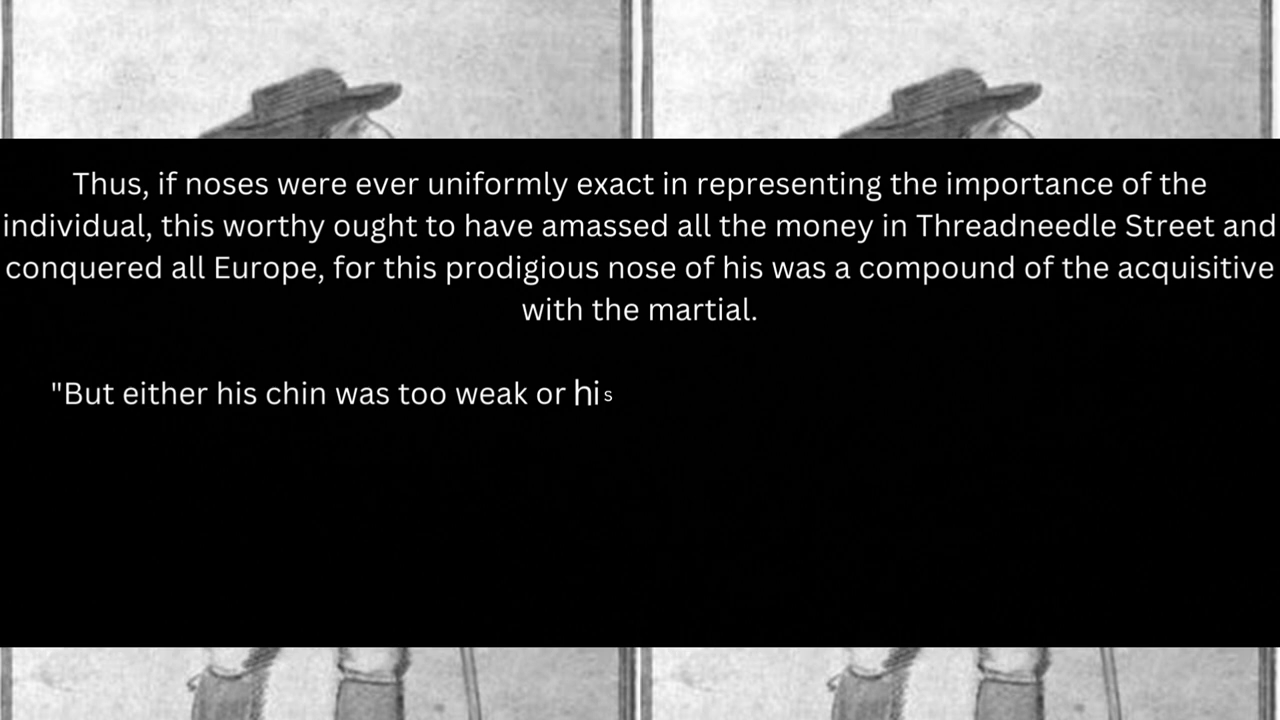 Thus, if noses were ever uniformly exact in representing the importance of the
individual, this worthy ought to have amassed all the money in Threadneedle Street and
conquered all Europe, for this prodigious nose of his was a compound of the acquisitive
with the martial.
"But either his chin was too weak or his